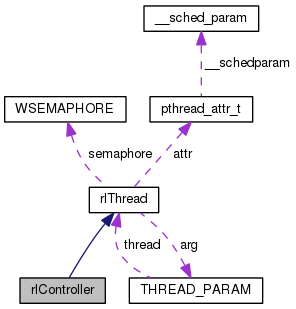 __sched_param
__schedparam
WSEMAPHORE
pthread_attr_t
semaphore
attr
rlThread
thread
arg
rlController
THREAD_PARAM